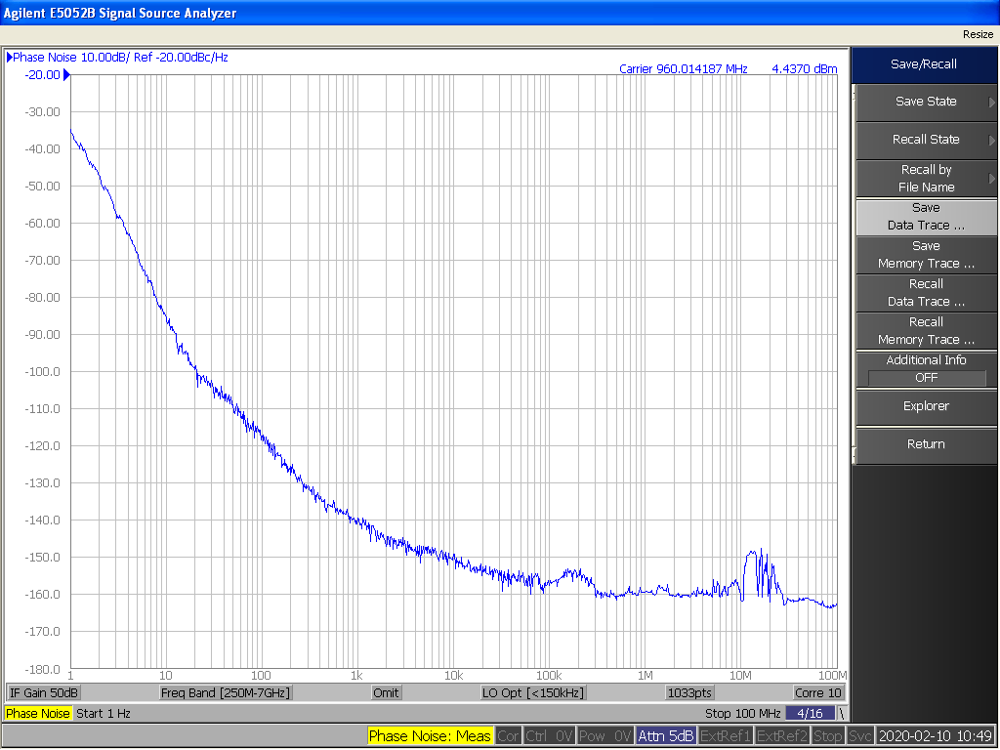 Agilent E5052B Signal Source Analyzer
Resize
Phase Noise 10.00dB/ Ref -20.00dBc/Hz
Carrier 960.014187 MHz 4.4370 dBm
-20.00
-30.00
-40.00
-50.00
-60.00
-70.00
-80.00
-90.00
-100.0
-110.0
-120.0
-130.0
-140.0
-150.0
-160.0
-170.0
-180.0
1 10 100 1k 10k 100k 1M 10M 100M
IF Gain 50dB Freq Band [250M-7GHz] Omit LO Opt [<150kHz] 1033pts Corre 10
Phase Noise Start 1 Hz Stop 100 MHz 4/16 \
Phase Noise: Meas Cor Ctrl 0V Pow 0V Attn 5dB ExtRef1 ExtRef2 Stop Svc 2020-02-10 10:49
Save/Recall
Save State
Recall State
Recall by
File Name
Save
Data Trace ...
Save
Memory Trace ...
Recall
Data Trace ...
Recall
Memory Trace ...
Additional Info
OFF
Explorer
Return